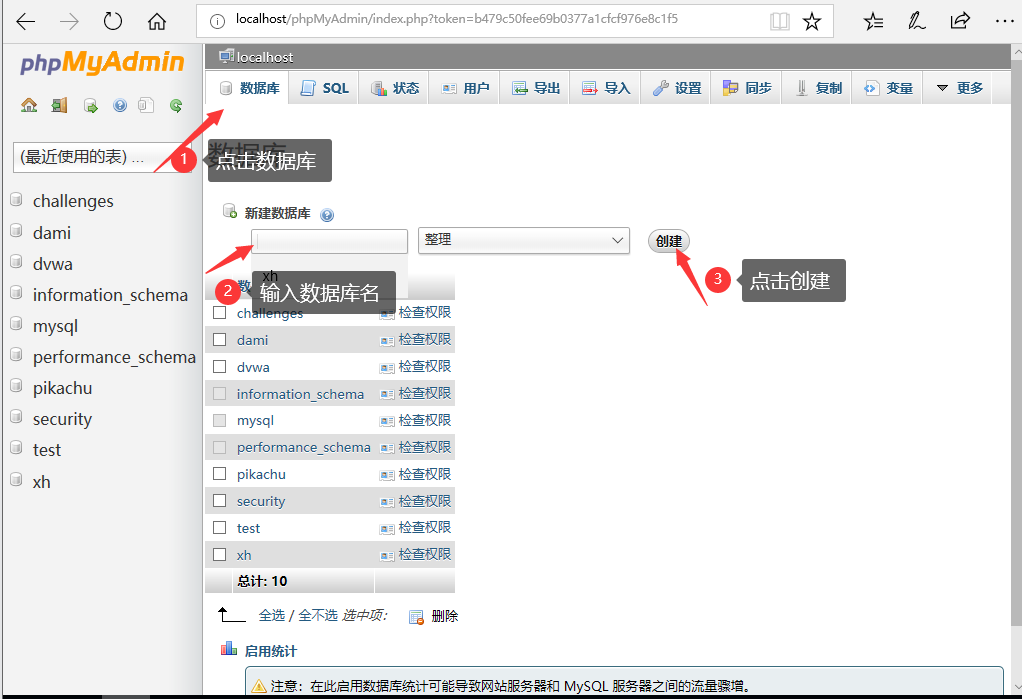 localhost/phpMyAdmin/index.php?token=b479c50fee69b0377a1cfcf976e8c1f5
phpMyAdmin
(最近使用的表) ...
challenges
dami
dvwa
information_schema
mysql
performance_schema
pikachu
security
test
xh
localhost
数据库 SQL 状态 用户 导出 导入 设置 同步 复制 变量 更多
数据库
1 点击数据库
新建数据库
整理 创建
xh
2 输入数据库名
3 点击创建
数
challenges 检查权限
dami 检查权限
dvwa 检查权限
information_schema 检查权限
mysql 检查权限
performance_schema 检查权限
pikachu 检查权限
security 检查权限
test 检查权限
xh 检查权限
总计: 10
全选 / 全不选 选中项: 删除
启用统计
注意：在此启用数据库统计可能导致网站服务器和 MySQL 服务器之间的流量骤增。